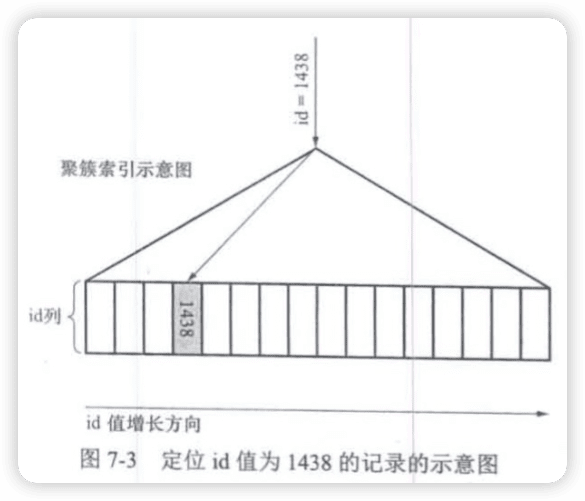 id = 1438
聚簇索引示意图
id列
1438
id 值增长方向
图 7-3 定位 id 值为 1438 的记录的示意图